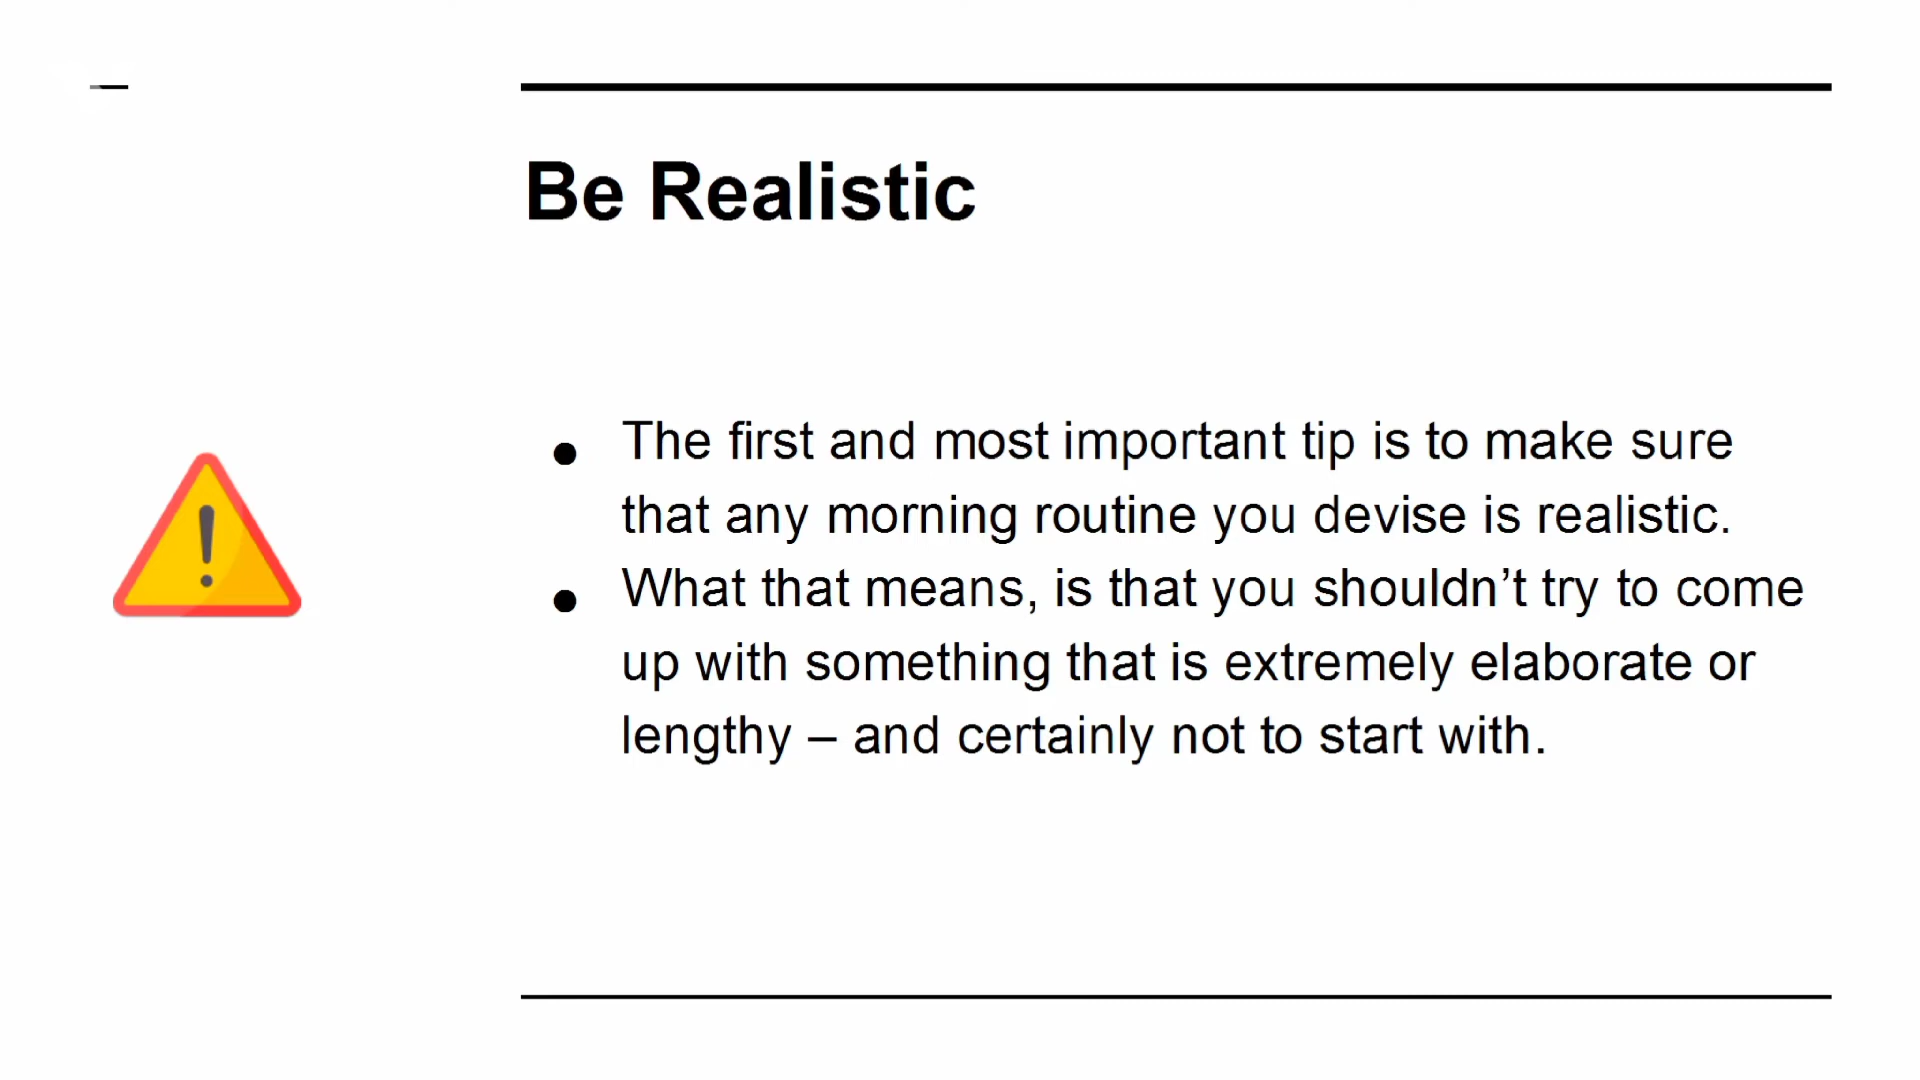 Be Realistic
● The first and most important tip is to make sure
that any morning routine you devise is realistic.
● What that means, is that you shouldn’t try to come
up with something that is extremely elaborate or
lengthy – and certainly not to start with.